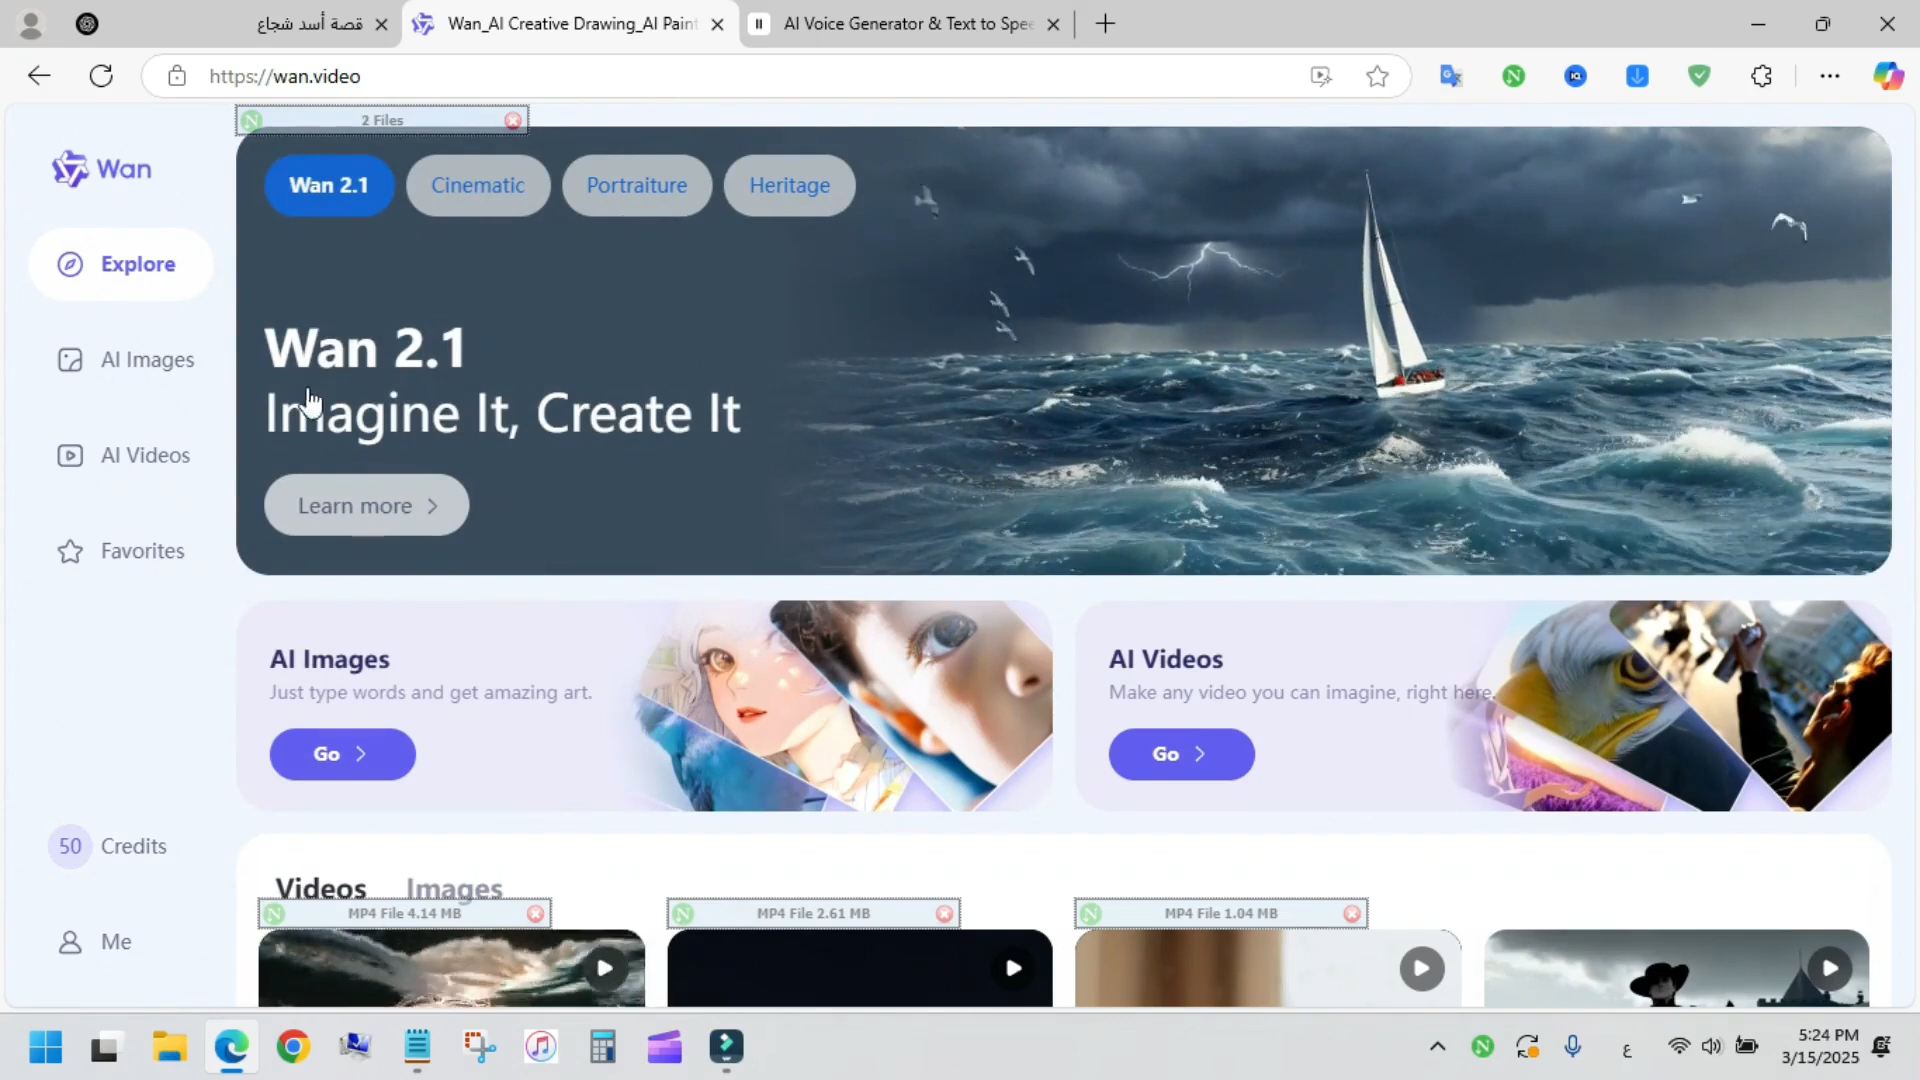 قصة أسد شجاع
Wan_AI Creative Drawing_AI Paint
AI Voice Generator & Text to Spee
https://wan.video
2 Files
Wan
Wan 2.1
Cinematic
Portraiture
Heritage
Explore
AI Images
AI Videos
Favorites
Wan 2.1
Imagine It, Create It
Learn more
AI Images
Just type words and get amazing art.
Go
AI Videos
Make any video you can imagine, right here.
Go
50 Credits
Me
Videos
Images
MP4 File 4.14 MB
MP4 File 2.61 MB
MP4 File 1.04 MB
ع
5:24 PM
3/15/2025